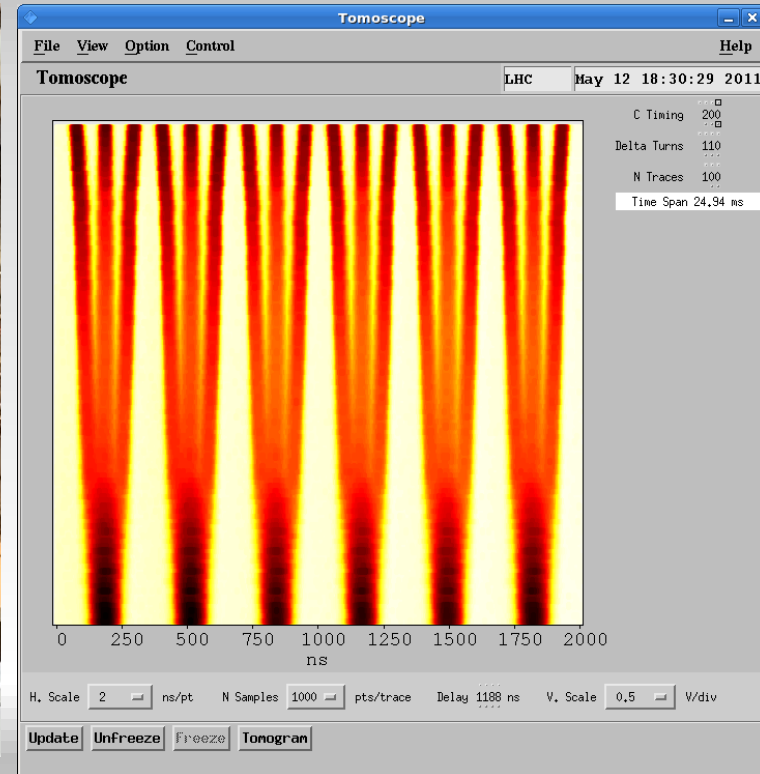 Tomoscope
File View Option Control Help
Tomoscope LHC May 12 18:30:29 2011
C Timing 200
Delta Turns 110
N Traces 100
Time Span 24.94 ms
0 250 500 750 1000 1250 1500 1750 2000
ns
H. Scale 2 ns/pt N Samples 1000 pts/trace Delay 1188 ns V. Scale 0.5 V/div
Update Unfreeze Freeze Tomogram